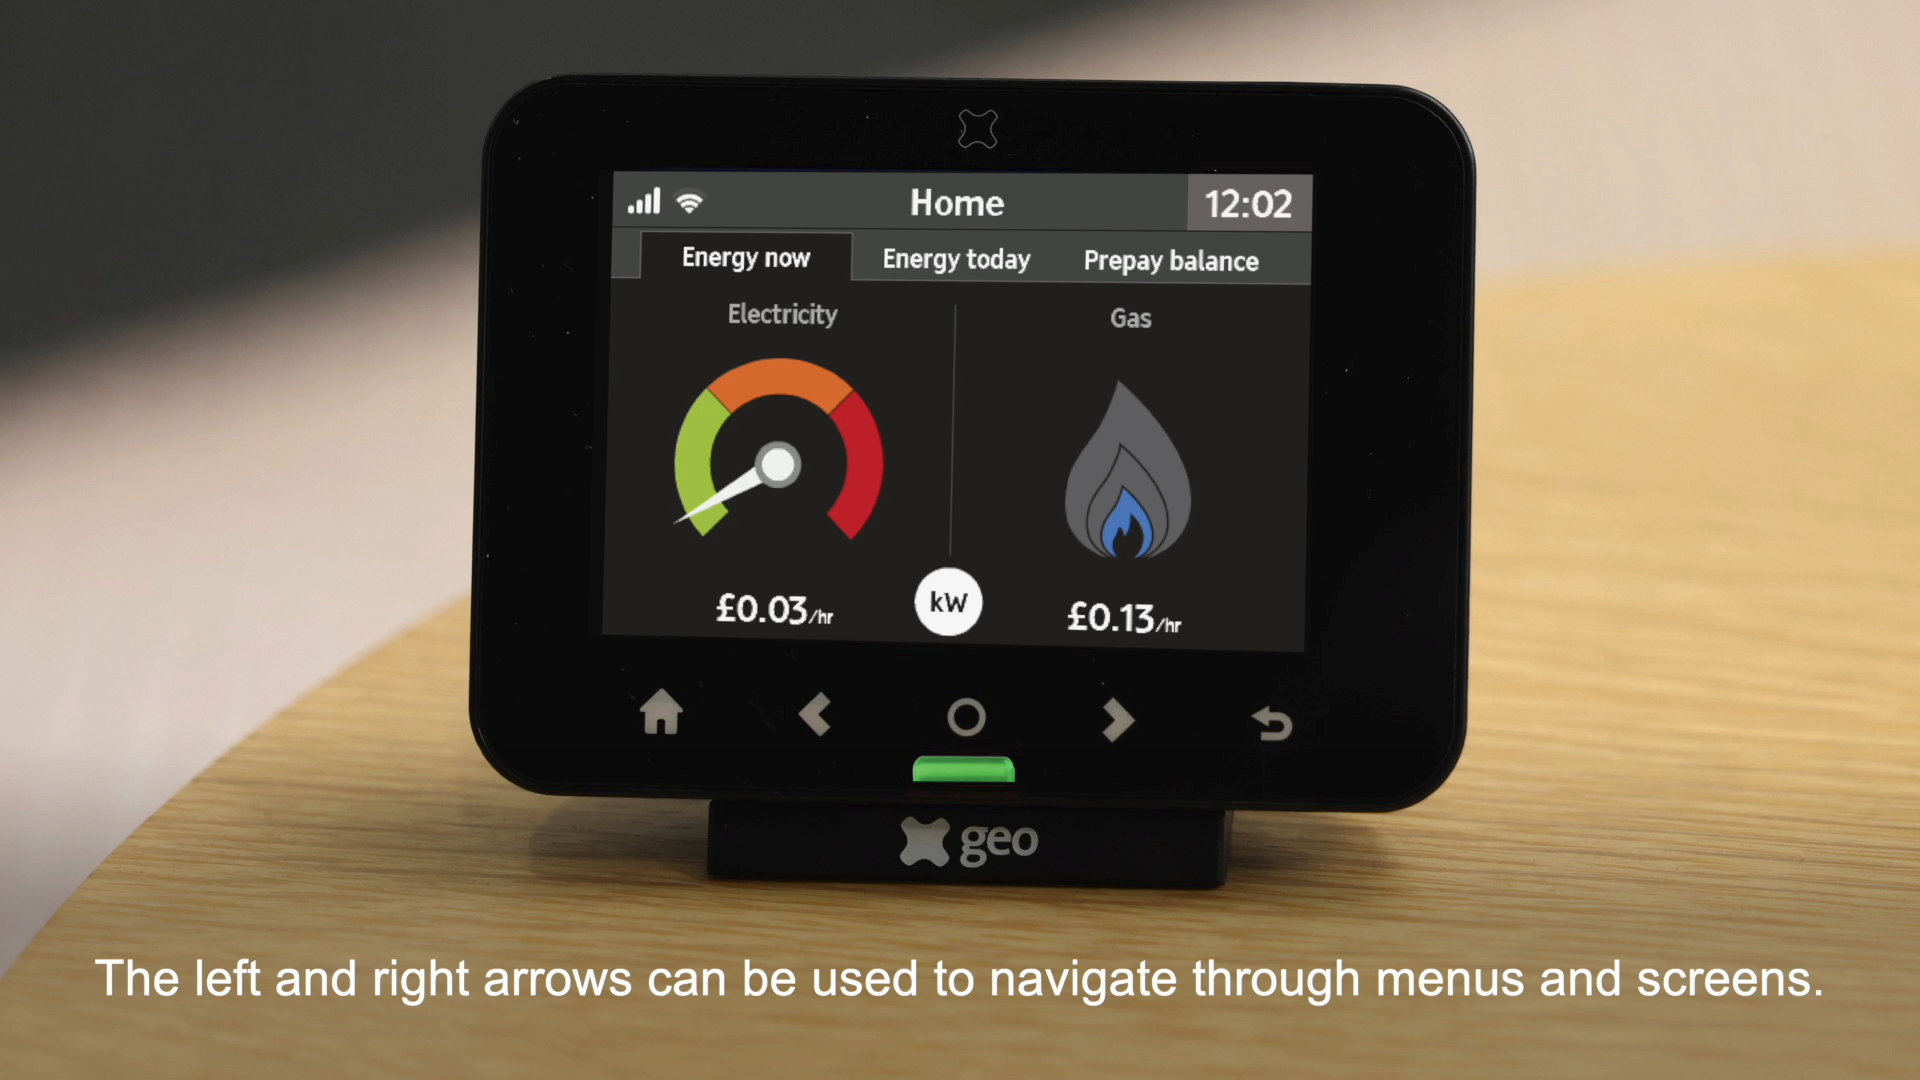 Home
12:02
Energy now
Energy today
Prepay balance
Electricity
Gas
£0.03/hr
kW
£0.13/hr
geo
The left and right arrows can be used to navigate through menus and screens.